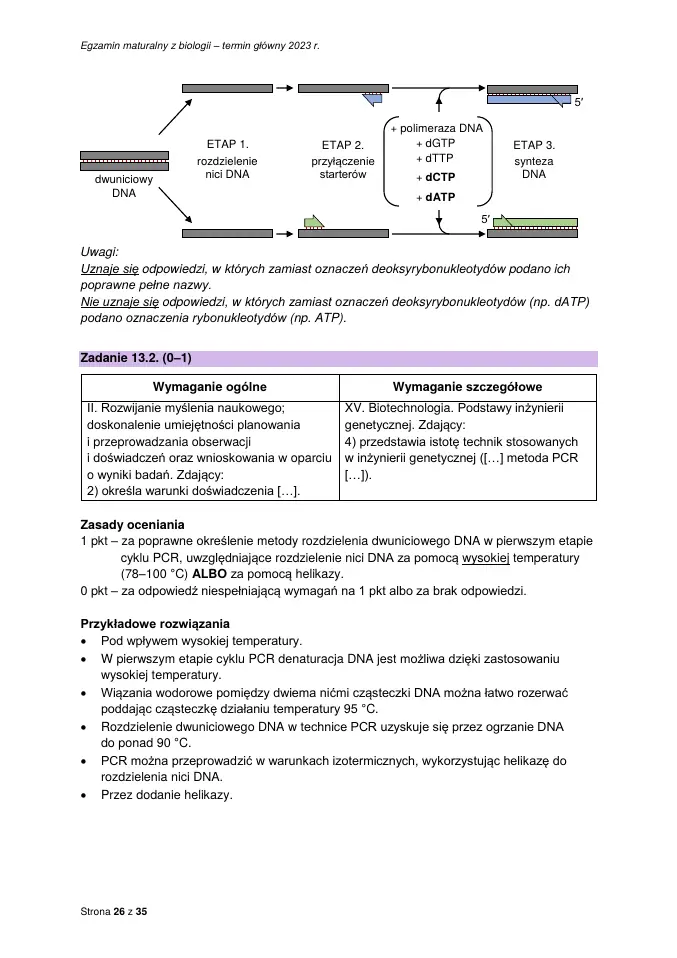 Egzamin maturalny z biologii – termin główny 2023 r.
5′
+ polimeraza DNA
ETAP 1.
ETAP 2.
+ dGTP
ETAP 3.
rozdzielenie
nici DNA
przyłączenie
starterów
+ dTTP
synteza
DNA
dwuniciowy
DNA
+ dCTP
+ dATP
5′
Uwagi:
Uznaje się odpowiedzi, w których zamiast oznaczeń deoksyrybonukleotydów podano ich
poprawne pełne nazwy.
Nie uznaje się odpowiedzi, w których zamiast oznaczeń deoksyrybonukleotydów (np. dATP)
podano oznaczenia rybonukleotydów (np. ATP).
Zadanie 13.2. (0–1)
Wymaganie ogólne
II. Rozwijanie myślenia naukowego;
doskonalenie umiejętności planowania
i przeprowadzania obserwacji
i doświadczeń oraz wnioskowania w oparciu
o wyniki badań. Zdający:
2) określa warunki doświadczenia […].
Wymaganie szczegółowe
XV. Biotechnologia. Podstawy inżynierii
genetycznej. Zdający:
4) przedstawia istotę technik stosowanych
w inżynierii genetycznej ([…] metoda PCR
[…]).
Zasady oceniania
1 pkt – za poprawne określenie metody rozdzielenia dwuniciowego DNA w pierwszym etapie
cyklu PCR, uwzględniające rozdzielenie nici DNA za pomocą wysokiej temperatury
(78–100 °C) ALBO za pomocą helikazy.
0 pkt – za odpowiedź niespełniającą wymagań na 1 pkt albo za brak odpowiedzi.
Przykładowe rozwiązania
• Pod wpływem wysokiej temperatury.
• W pierwszym etapie cyklu PCR denaturacja DNA jest możliwa dzięki zastosowaniu
wysokiej temperatury.
• Wiązania wodorowe pomiędzy dwiema nićmi cząsteczki DNA można łatwo rozerwać
poddając cząsteczkę działaniu temperatury 95 °C.
• Rozdzielenie dwuniciowego DNA w technice PCR uzyskuje się przez ogrzanie DNA
do ponad 90 °C.
• PCR można przeprowadzić w warunkach izotermicznych, wykorzystując helikazę do
rozdzielenia nici DNA.
• Przez dodanie helikazy.
Strona 26 z 35